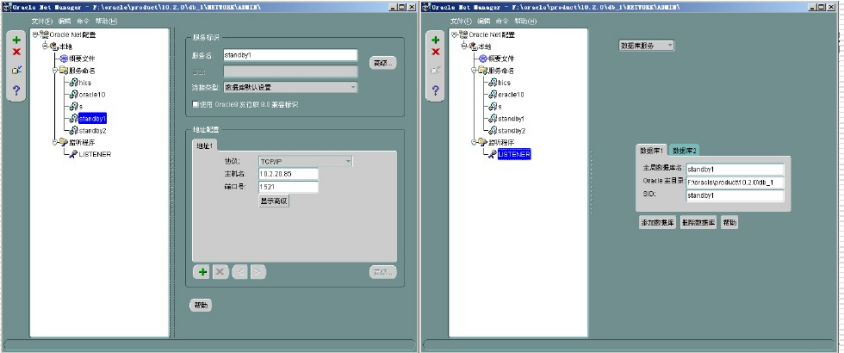 Oracle Net Manager - F:\oracle\product\10.2.0\db_1\NETWORK\ADMIN\
文件(F) 编辑 命令 帮助(H)
Oracle Net配置
本地
概要文件
服务命名
hics
oracle10
s
standby1
standby2
监听程序
LISTENER
服务标识
服务名 standby1
高级...
连接类型: 数据库默认设置
使用 Oracle8 发行版 8.0 兼容标识
地址配置
地址1
协议: TCP/IP
主机名: 10.2.20.85
端口号: 1521
显示高级
高级...
帮助
Oracle Net Manager - F:\oracle\product\10.2.0\db_1\NETWORK\ADMIN\
文件(F) 编辑 命令 帮助(H)
Oracle Net配置
本地
概要文件
服务命名
hics
oracle10
s
standby1
standby2
监听程序
LISTENER
数据库服务
数据库1 数据库2
全局数据库名: standby1
Oracle 主目录: F:\oracle\product\10.2.0\db_1
SID: standby1
添加数据库 删除数据库 帮助